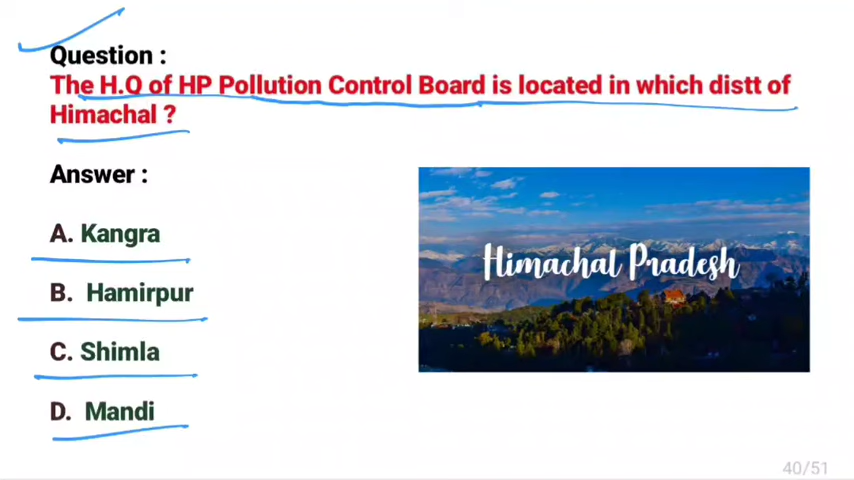 Question :
The H.Q of HP Pollution Control Board is located in which distt of
Himachal ?
Answer :
A. Kangra
B. Hamirpur
C. Shimla
D. Mandi
Himachal Pradesh
40/51